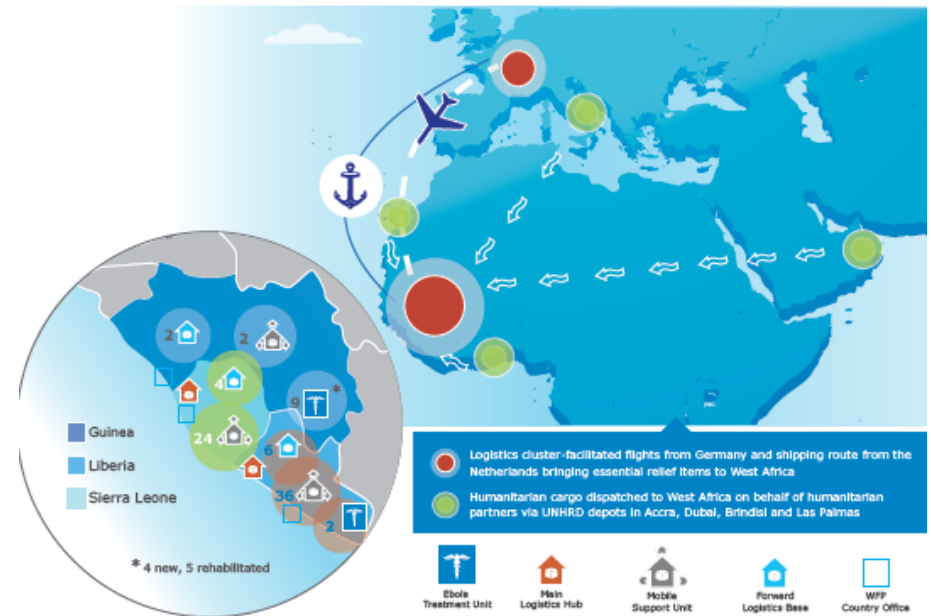 2
2
4
9 *
24
6
36
2
Guinea
Liberia
Sierra Leone
* 4 new, 5 rehabilitated
Logistics cluster-facilitated flights from Germany and shipping route from the
Netherlands bringing essential relief items to West Africa
Humanitarian cargo dispatched to West Africa on behalf of humanitarian
partners via UNHRD depots in Accra, Dubai, Brindisi and Las Palmas
Ebola
Treatment Unit
Main
Logistics Hub
Mobile
Support Unit
Forward
Logistics Base
WFP
Country Office